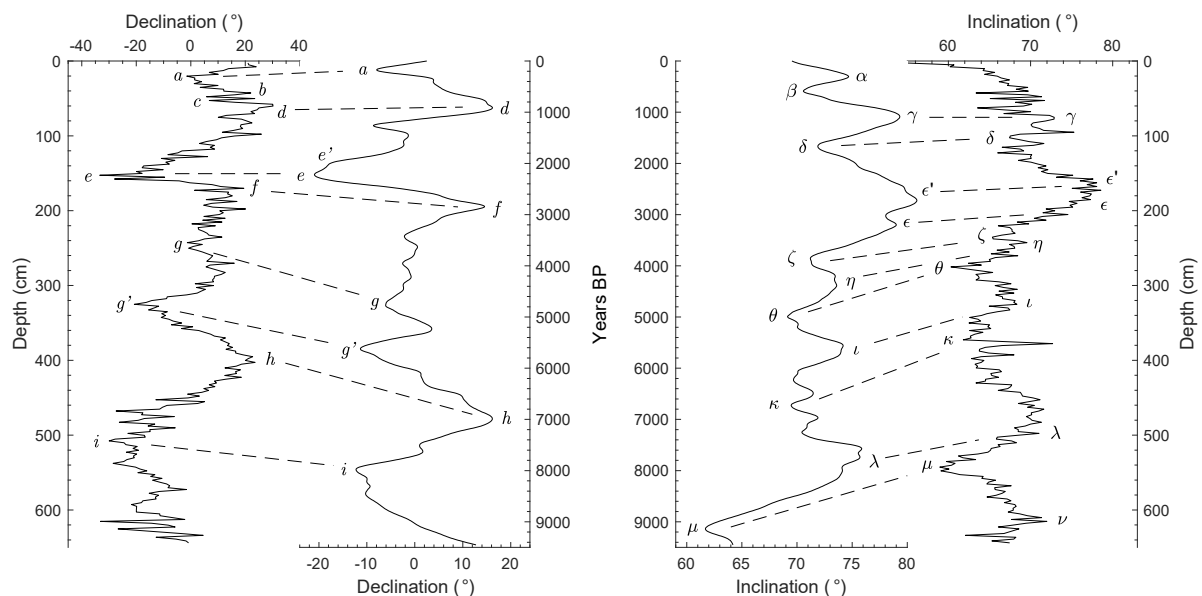 Declination (°)
Inclination (°)
-40 -20 0 20 40
60 70 80
0 0 0 0
a a α
b β
c d d γ γ
100 1000 1000 100
δ δ
e' 2000 2000
e e
f ϵ' ϵ'
200 f 3000 3000 ϵ ϵ 200
g ζ ζ η
4000 4000 θ
η
300 g' g 5000 5000 θ ι 300
g' ι κ
400 h 6000 6000 400
κ
h 7000 7000
500 i λ λ 500
i 8000 8000 μ
600 9000 9000 μ ν 600
Depth (cm)
Years BP
Depth (cm)
-20 -10 0 10 20
60 65 70 75 80
Declination (°)
Inclination (°)